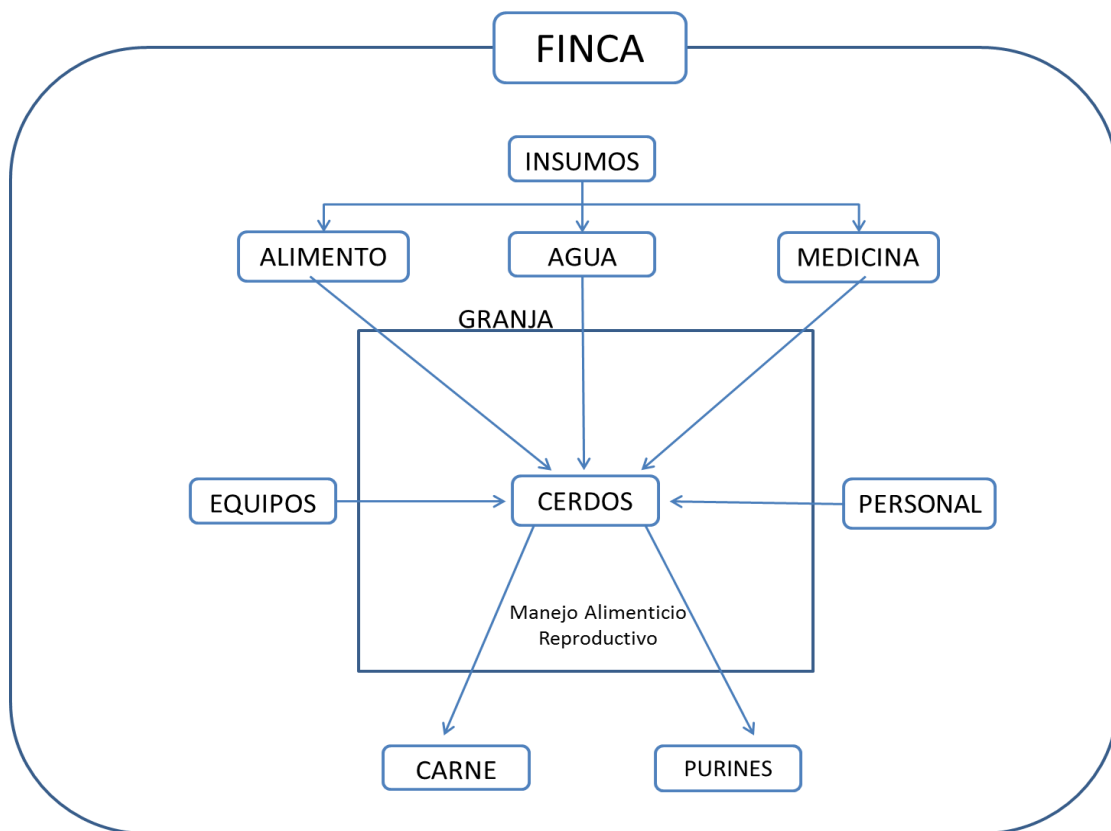 FINCA
INSUMOS
ALIMENTO
AGUA
MEDICINA
GRANJA
EQUIPOS
CERDOS
PERSONAL
Manejo Alimenticio
Reproductivo
CARNE
PURINES